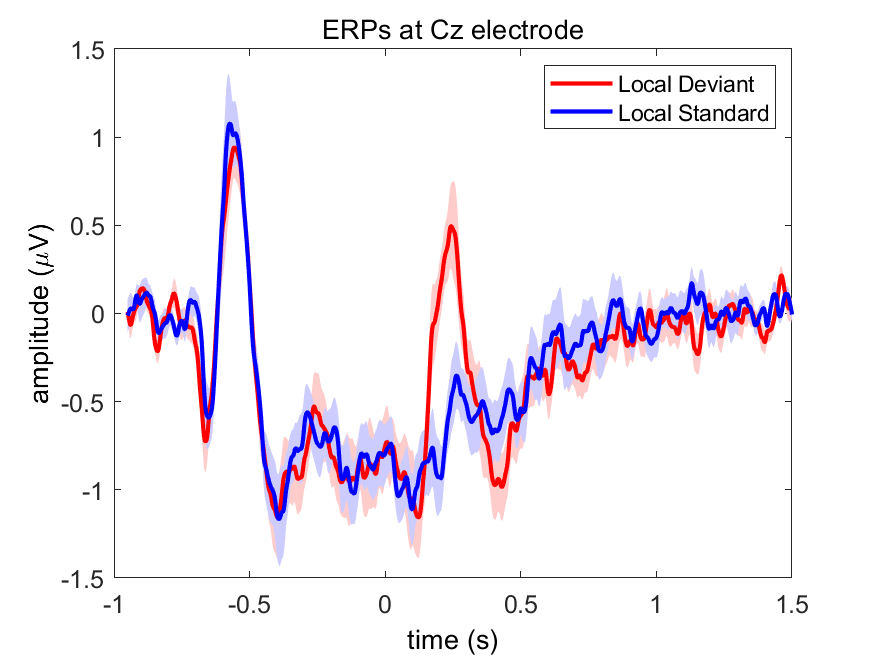 ERPs at Cz electrode
Local Deviant
Local Standard
1.5
1
0.5
0
-0.5
-1
-1.5
amplitude (μV)
-1
-0.5
0
0.5
1
1.5
time (s)